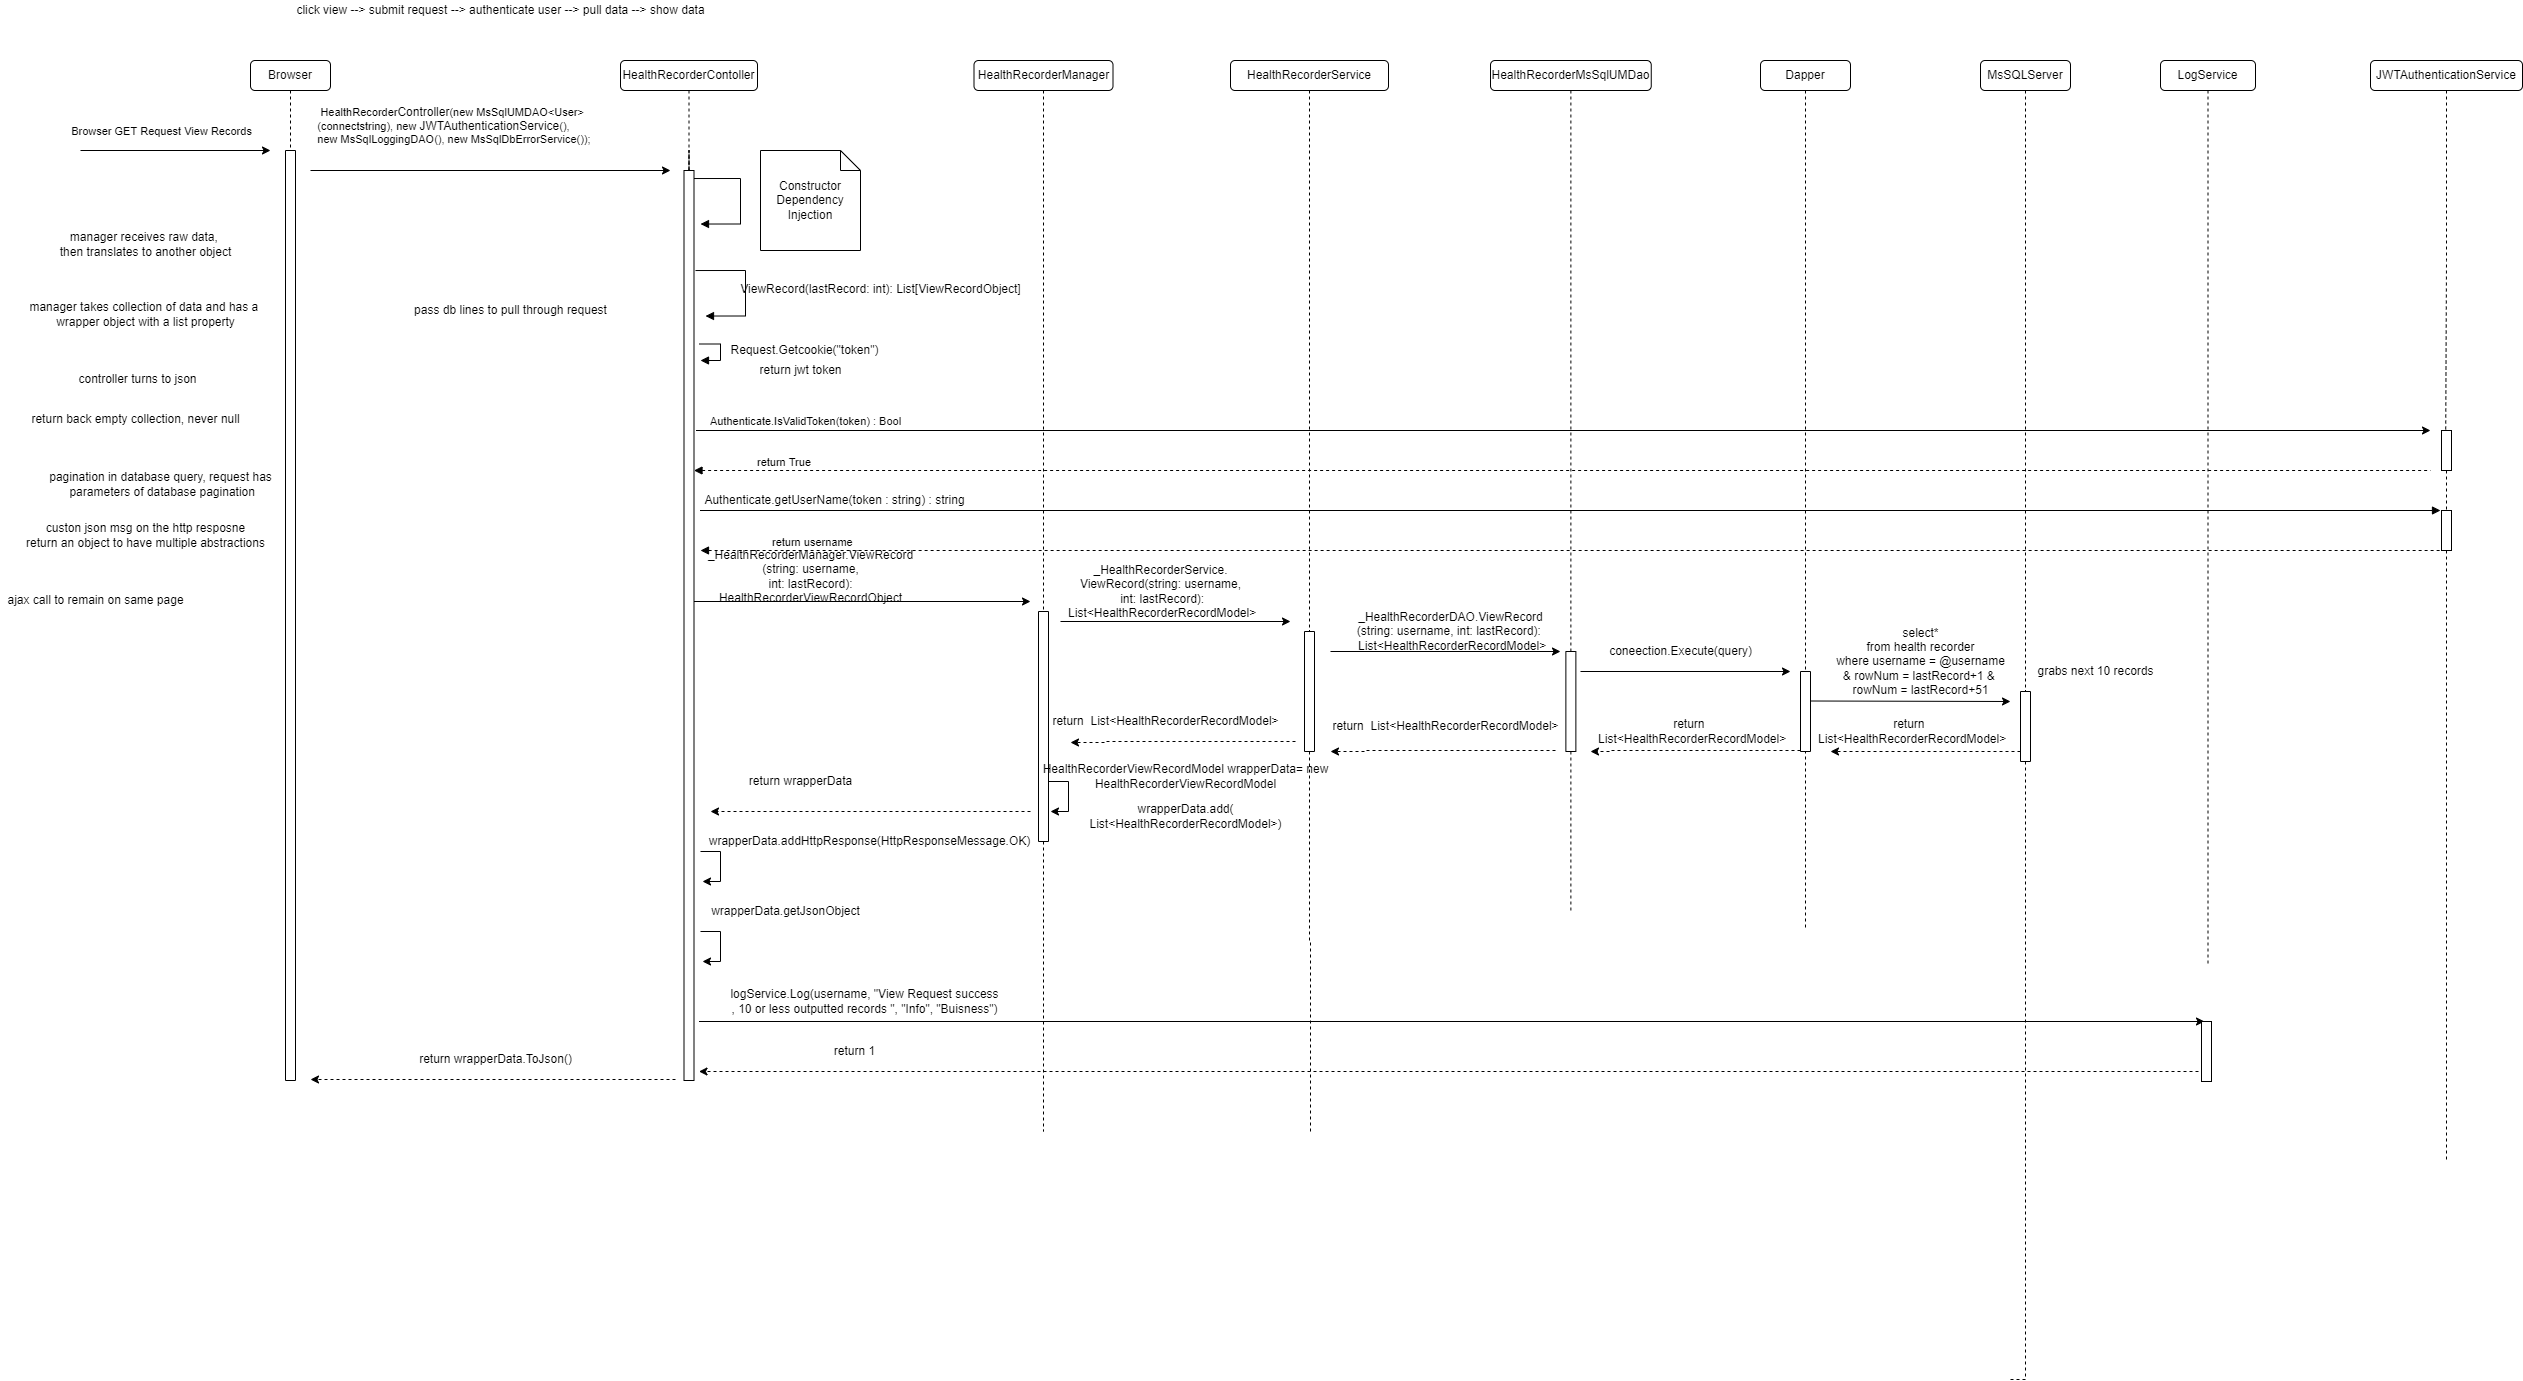 click view --> submit request --> authenticate user --> pull data --> show data
Browser
HealthRecorderContoller
HealthRecorderManager
HealthRecorderService
HealthRecorderMsSqlUMDao
Dapper
MsSQLServer
LogService
JWTAuthenticationService
Browser GET Request View Records
HealthRecorderController(new MsSqlUMDAO<User>
(connectstring), new JWTAuthenticationService(),
new MsSqlLoggingDAO(), new MsSqlDbErrorService());
Constructor
Dependency
Injection
manager receives raw data,
then translates to another object
ViewRecord(lastRecord: int): List[ViewRecordObject]
manager takes collection of data and has a
wrapper object with a list property
pass db lines to pull through request
Request.Getcookie("token")
return jwt token
controller turns to json
return back empty collection, never null
Authenticate.IsValidToken(token) : Bool
return True
pagination in database query, request has
parameters of database pagination
Authenticate.getUserName(token : string) : string
custon json msg on the http resposne
return an object to have multiple abstractions
return username
_HealthRecorderManager.ViewRecord
(string: username,
int: lastRecord):
HealthRecorderViewRecordObject
ajax call to remain on same page
_HealthRecorderService.
ViewRecord(string: username,
int: lastRecord):
List<HealthRecorderRecordModel>
_HealthRecorderDAO.ViewRecord
(string: username, int: lastRecord):
List<HealthRecorderRecordModel>
coneection.Execute(query)
select*
from health recorder
where username = @username
& rowNum = lastRecord+1 &
rowNum = lastRecord+51
grabs next 10 records
return List<HealthRecorderRecordModel>
return List<HealthRecorderRecordModel>
return
List<HealthRecorderRecordModel>
return
List<HealthRecorderRecordModel>
HealthRecorderViewRecordModel wrapperData= new
HealthRecorderViewRecordModel
return wrapperData
wrapperData.add(
List<HealthRecorderRecordModel>)
wrapperData.addHttpResponse(HttpResponseMessage.OK)
wrapperData.getJsonObject
logService.Log(username, "View Request success
, 10 or less outputted records ", "Info", "Buisness")
return 1
return wrapperData.ToJson()